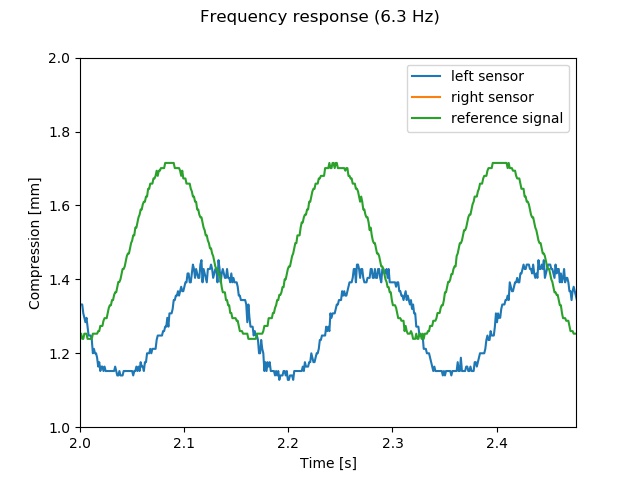 Frequency response (6.3 Hz)
2.0
left sensor
right sensor
reference signal
1.8
1.6
1.4
1.2
1.0
Compression [mm]
2.0 2.1 2.2 2.3 2.4
Time [s]